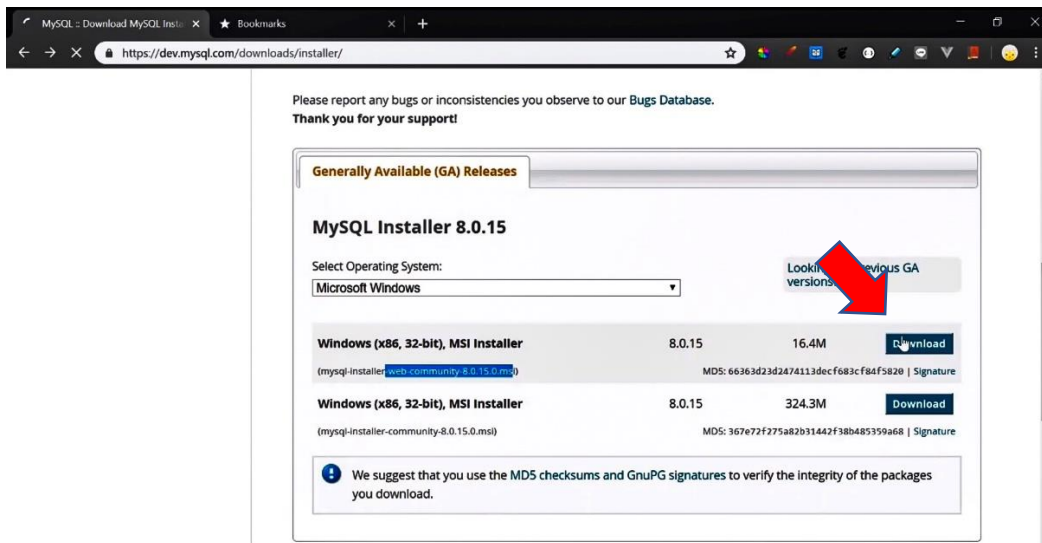 MySQL :: Download MySQL Insta
Bookmarks
https://dev.mysql.com/downloads/installer/
Please report any bugs or inconsistencies you observe to our Bugs Database.
Thank you for your support!
Generally Available (GA) Releases
MySQL Installer 8.0.15
Select Operating System:
Microsoft Windows
Looking previous GA
versions
Windows (x86, 32-bit), MSI Installer 8.0.15 16.4M Download
(mysql-installer-web-community-8.0.15.0.msi) MD5: 66363d23d2474113decf683cf84f5820 | Signature
Windows (x86, 32-bit), MSI Installer 8.0.15 324.3M Download
(mysql-installer-community-8.0.15.0.msi) MD5: 367e72f275a82b31442f38b485359a68 | Signature
We suggest that you use the MD5 checksums and GnuPG signatures to verify the integrity of the packages
you download.